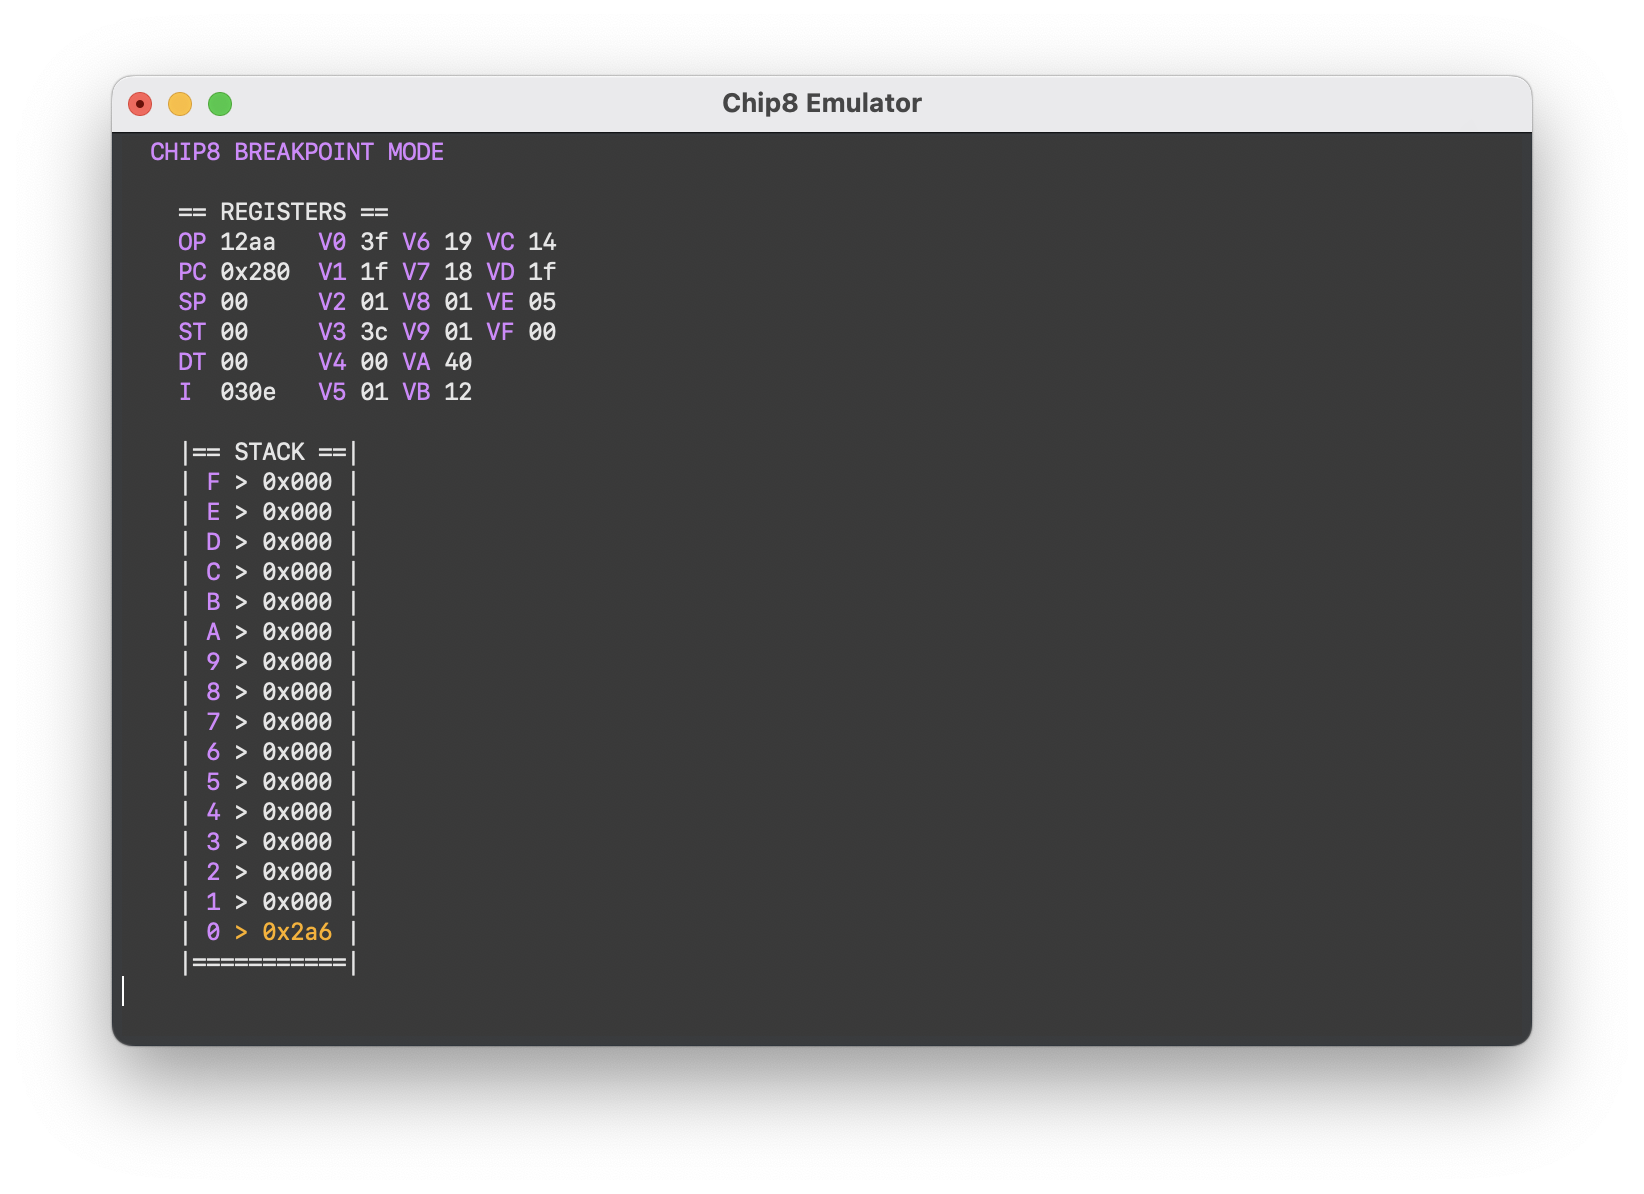 Chip8 Emulator
CHIP8 BREAKPOINT MODE
== REGISTERS ==
OP 12aa V0 3f V6 19 VC 14
PC 0x280 V1 1f V7 18 VD 1f
SP 00 V2 01 V8 01 VE 05
ST 00 V3 3c V9 01 VF 00
DT 00 V4 00 VA 40
I 030e V5 01 VB 12
|== STACK ==|
| F > 0x000 |
| E > 0x000 |
| D > 0x000 |
| C > 0x000 |
| B > 0x000 |
| A > 0x000 |
| 9 > 0x000 |
| 8 > 0x000 |
| 7 > 0x000 |
| 6 > 0x000 |
| 5 > 0x000 |
| 4 > 0x000 |
| 3 > 0x000 |
| 2 > 0x000 |
| 1 > 0x000 |
| 0 > 0x2a6 |
|===========|